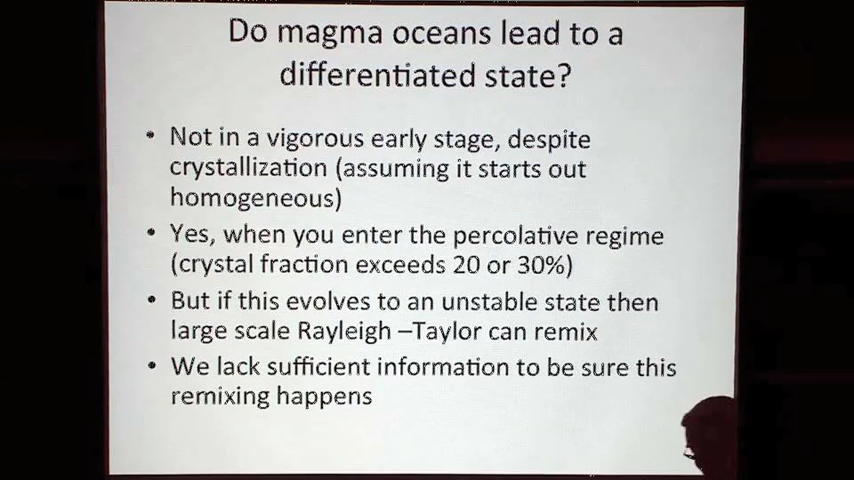 Do magma oceans lead to a
differentiated state?
• Not in a vigorous early stage, despite
crystallization (assuming it starts out
homogeneous)
• Yes, when you enter the percolative regime
(crystal fraction exceeds 20 or 30%)
• But if this evolves to an unstable state then
large scale Rayleigh –Taylor can remix
• We lack sufficient information to be sure this
remixing happens